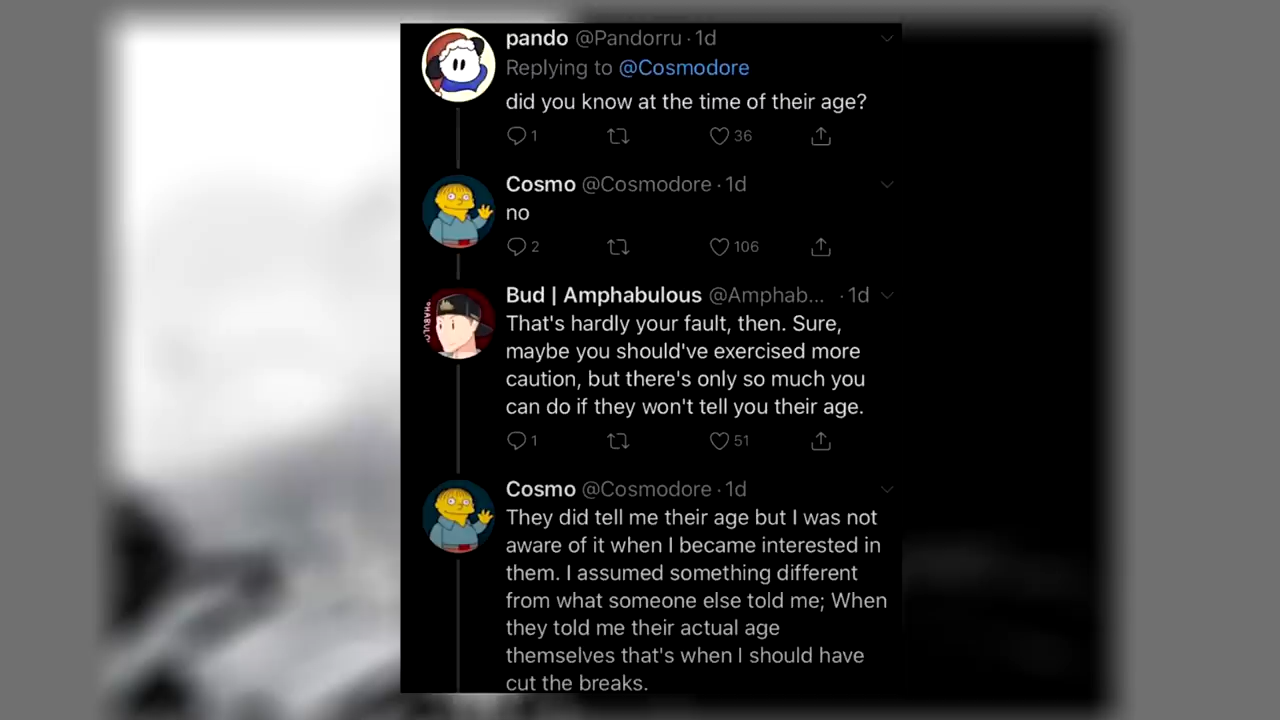 pando @Pandorru · 1d
Replying to @Cosmodore
did you know at the time of their age?
1 36
Cosmo @Cosmodore · 1d
no
2 106
Bud | Amphabulous @Amphab... · 1d
That's hardly your fault, then. Sure,
maybe you should've exercised more
caution, but there's only so much you
can do if they won't tell you their age.
1 51
Cosmo @Cosmodore · 1d
They did tell me their age but I was not
aware of it when I became interested in
them. I assumed something different
from what someone else told me; When
they told me their actual age
themselves that's when I should have
cut the breaks.